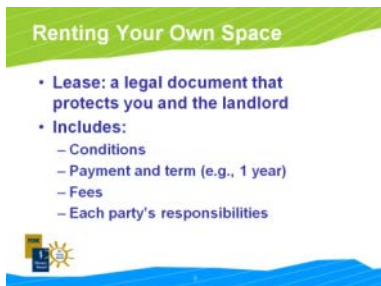 Renting Your Own Space
• Lease: a legal document that
protects you and the landlord
• Includes:
– Conditions
– Payment and term (e.g., 1 year)
– Fees
– Each party's responsibilities